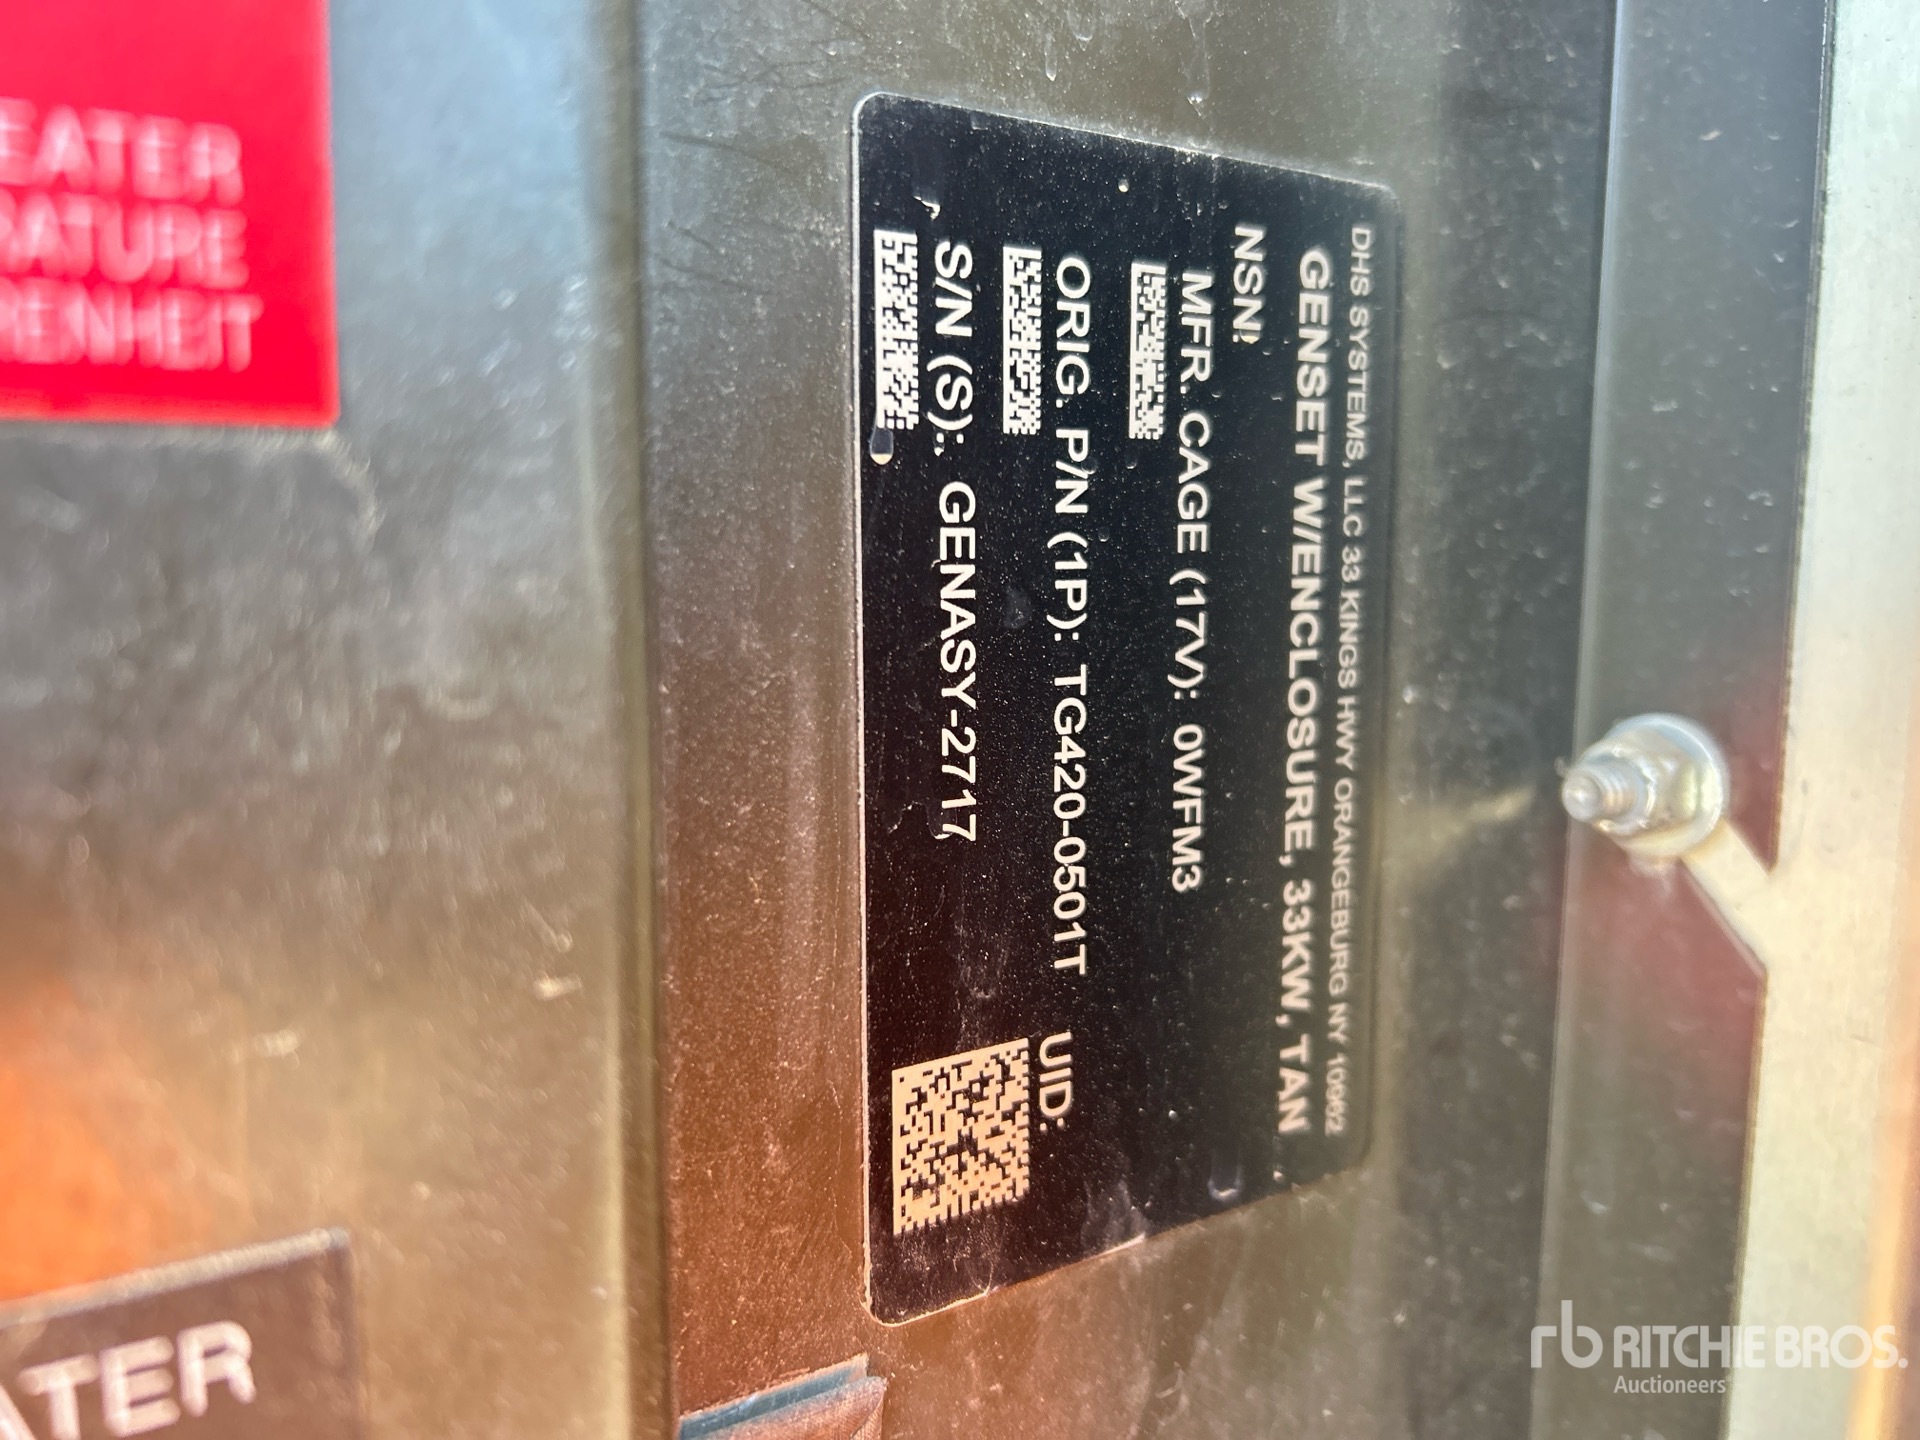 DHS SYSTEMS, LLC 33 KINGS HWY ORANGEBURG NY 10962
GENSET W/ENCLOSURE, 33KW, TAN
NSN:
MFR. CAGE (17V): 0WFM3
ORIG. P/N (1P): TG420-0501T
UID:
S/N (S): GENASY-2717
EATER
RATURE
RENHEIT
ATER
rb RITCHIE BROS.
Auctioneers